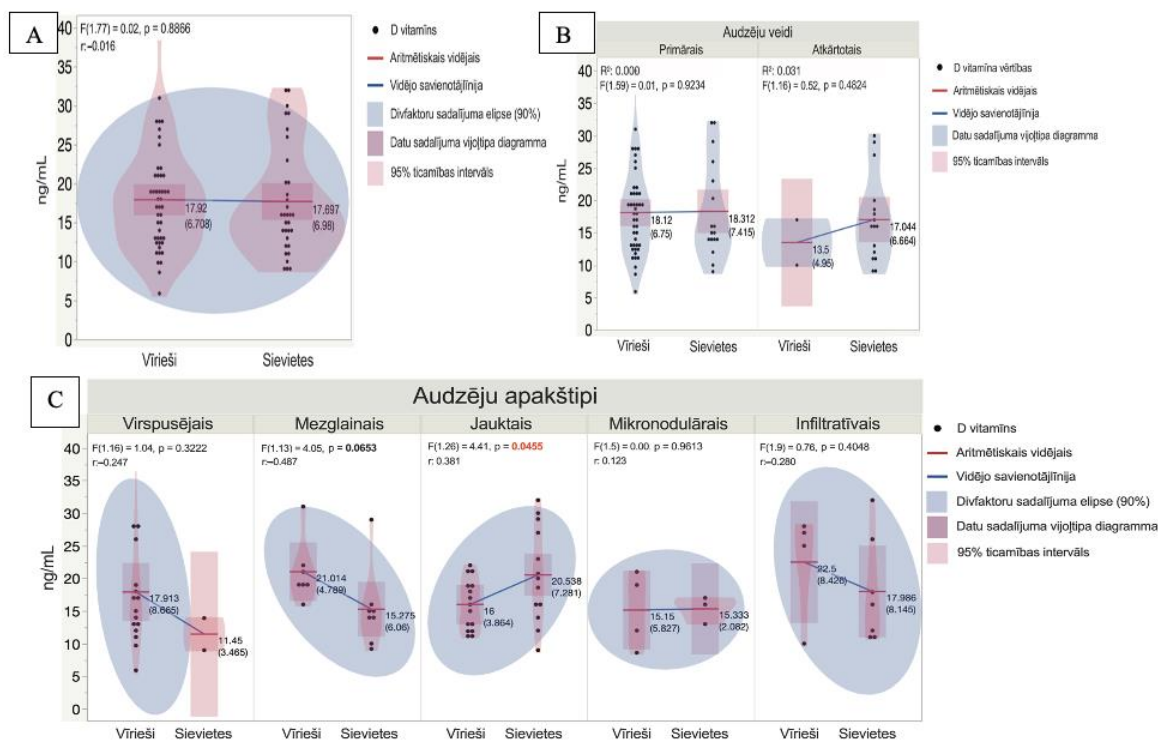 A
F(1.77) = 0.02, p = 0.8866
r:−0.016
40
35
30
25
20
15
10
5
0
ng/mL
17.92
(6.708)
17.697
(6.98)
Vīrieši
Sievietes
D vitamīns
Aritmētiskais vidējais
Vidējo savienotājlīnija
Divfaktoru sadalījuma elipse (90%)
Datu sadalījuma vijoļtipa diagramma
95% ticamības intervāls
B
Audzēju veidi
Primārais
Atkārtotais
R²: 0.000
F(1.59) = 0.01, p = 0.9234
R²: 0.031
F(1.16) = 0.52, p = 0.4824
40
35
30
25
20
15
10
5
0
ng/mL
18.12
(6.75)
18.312
(7.415)
13.5
(4.95)
17.044
(6.664)
Vīrieši
Sievietes
Vīrieši
Sievietes
D vitamīna vērtības
Aritmētiskais vidējais
Vidējo savienotājlīnija
Datu sadalījuma vijoļtipa diagramma
95% ticamības intervāls
C
Audzēju apakštipi
Virspusējais
Mezglainais
Jauktais
Mikronodulārais
Infiltratīvais
F(1.16) = 1.04, p = 0.3222
r:−0.247
F(1.13) = 4.05, p = 0.0653
r:−0.487
F(1.26) = 4.41, p = 0.0455
r: 0.381
F(1.5) = 0.00 p = 0.9613
r: 0.123
F(1.9) = 0.76, p = 0.4048
r:−0.280
40
35
30
25
20
15
10
5
0
ng/mL
17.913
(8.665)
11.45
(3.465)
21.014
(4.789)
15.275
(6.06)
16
(3.864)
20.538
(7.281)
15.15
(5.827)
15.333
(2.082)
22.5
(8.426)
17.986
(8.145)
Vīrieši
Sievietes
Vīrieši
Sievietes
Vīrieši
Sievietes
Vīrieši
Sievietes
Vīrieši
Sievietes
D vitamīns
Aritmētiskais vidējais
Vidējo savienotājlīnija
Divfaktoru sadalījuma elipse (90%)
Datu sadalījuma vijoļtipa diagramma
95% ticamības intervāls